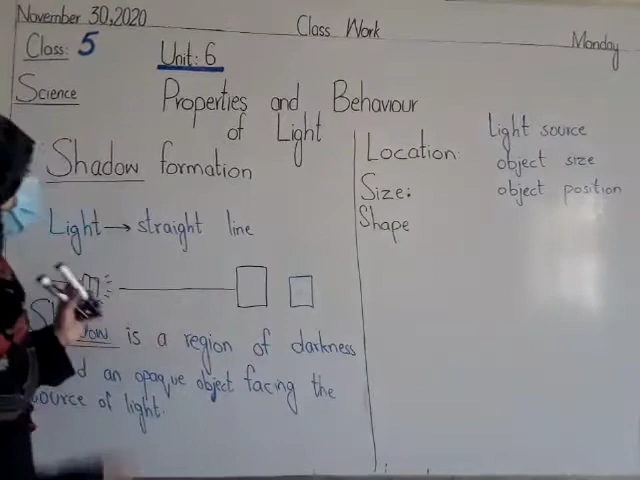 November 30,2020 Class Work Monday
Class: 5 Unit: 6
Science Properties and Behaviour
of Light
Shadow formation
Light → straight line
is a region of darkness
an opaque object facing the
source of light.
Location: Light source
Size: object size
Shape object position